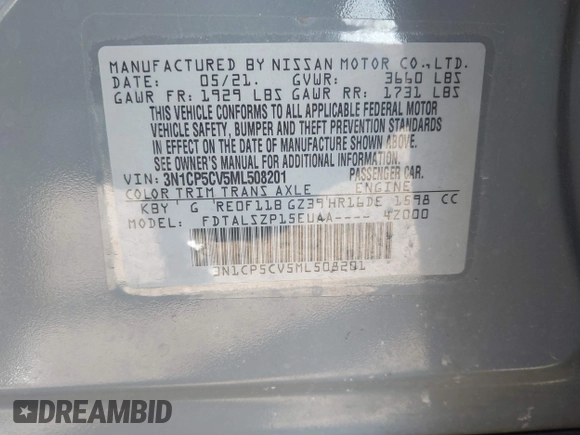 MANUFACTURED BY NISSAN MOTOR CO.,LTD.
DATE: 05/21. GVWR: 3660 LBS
GAWR FR: 1929 LBS GAWR RR: 1731 LBS
THIS VEHICLE CONFORMS TO ALL APPLICABLE FEDERAL MOTOR
VEHICLE SAFETY, BUMPER AND THEFT PREVENTION STANDARDS
IN EFFECT ON THE DATE OF MANUFACTURE SHOWN ABOVE.
SEE OWNER'S MANUAL FOR ADDITIONAL INFORMATION.
VIN: 3N1CP5CV5ML508201 PASSENGER CAR.
COLOR TRIM TRANS AXLE ENGINE
KBY G RE0F11B GZ39 HR16DE 1598 CC
MODEL: FDTALSZP15EUAA---- 4Z000
3N1CP5CV5ML508201
DREAMBID